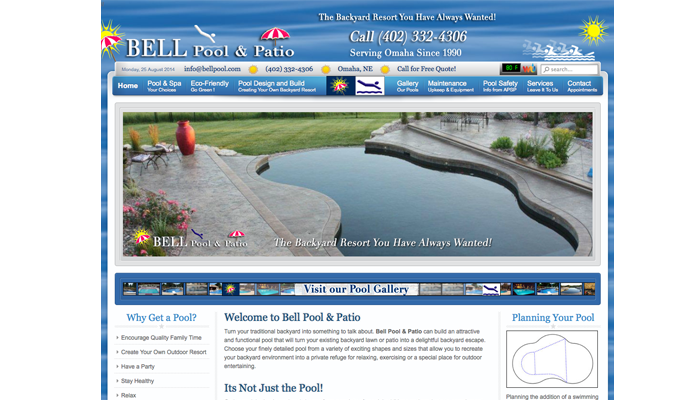 The Backyard Resort You Have Always Wanted!
BELL Pool & Patio
Call (402) 332-4306
Serving Omaha Since 1990
Monday, 25 August 2014
info@bellpool.com
(402) 332-4306
Omaha, NE
Call for Free Quote!
80 F
search...
Home
Pool & Spa
Your Choices
Eco-Friendly
Go Green !
Pool Design and Build
Creating Your Own Backyard Resort
Gallery
Our Pools
Maintenance
Upkeep & Equipment
Pool Safety
Info from APSP
Services
Leave It To Us
Contact
Appointments
BELL Pool & Patio
The Backyard Resort You Have Always Wanted!
Visit our Pool Gallery
Why Get a Pool?
Encourage Quality Family Time
Create Your Own Outdoor Resort
Have a Party
Stay Healthy
Relax
Welcome to Bell Pool & Patio
Turn your traditional backyard into something to talk about. Bell Pool & Patio can build an attractive
and functional pool that will turn your existing backyard lawn or patio into a delightful backyard escape.
Choose your finely detailed pool from a variety of exciting shapes and sizes that allow you to recreate
your backyard environment into a private refuge for relaxing, exercising or a special place for outdoor
entertaining.
Its Not Just the Pool!
Planning Your Pool
Planning the addition of a swimming